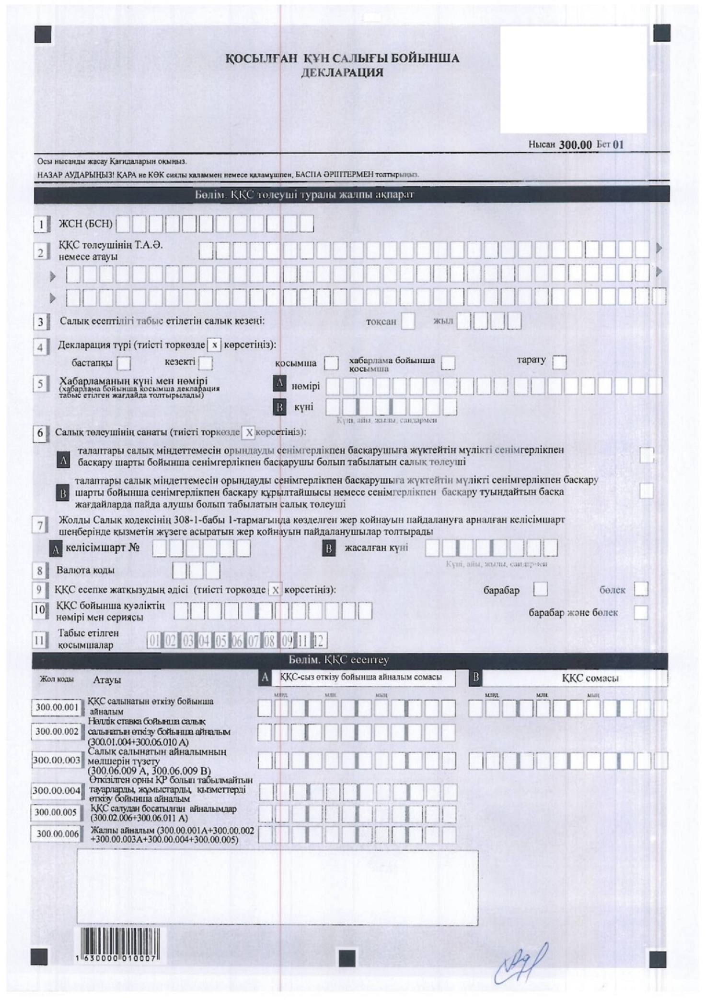 ҚОСЫЛҒАН ҚҰН САЛЫҒЫ БОЙЫНША
ДЕКЛАРАЦИЯ
Нысан 300.00 Бет 01
Осы нысанды жасау Қағидаларын оқыңыз.
НАЗАР АУДАРЫҢЫЗ! ҚАРА не КӨК сиялы қаламмен немесе қаламұшпен, БАСПА ӘРІПТЕРМЕН толтырыңыз.
Бөлім. ҚҚС төлеуші туралы жалпы ақпарат
1 ЖСН (БСН)
2 ҚҚС төлеушінің Т.А.Ә.
немесе атауы
3 Салық есептілігі табыс етілетін салық кезеңі: тоқсан жыл
4 Декларация түрі (тиісті торкөзде x көрсетіңіз):
бастапқы кезекті қосымша хабарлама бойынша тарату
қосымша
5 Хабарламаның күні мен нөмірі A нөмірі
(хабарлама бойынша қосымша декларация
табыс етілген жағдайда толтырылады)
B күні
Күні, айы, жылы, сандармен
6 Салық төлеушінің санаты (тиісті торкөзде X көрсетіңіз):
A талаптары салық міндеттемесін орындауды сенімгерлікпен басқарушыға жүктейтін мүлікті сенімгерлікпен
басқару шарты бойынша сенімгерлікпен басқарушы болып табылатын салық төлеуші
B талаптары салық міндеттемесін орындауды сенімгерлікпен басқарушыға жүктейтін мүлікті сенімгерлікпен басқару
шарты бойынша сенімгерлікпен басқару құрылтайшысы немесе сенімгерлікпен басқару туындайтын басқа
жағдайларда пайда алушы болып табылатын салық төлеуші
7 Жолды Салық кодексінің 308-1-бабы 1-тармағында көзделген жер қойнауын пайдалануға арналған келісімшарт
шеңберінде қызметін жүзеге асыратын жер қойнауын пайдаланушылар толтырады
A келісімшарт № B жасалған күні
Күні, айы, жылы, сандармен
8 Валюта коды
9 ҚҚС есепке жатқызудың әдісі (тиісті торкөзде X көрсетіңіз): барабар бөлек
10 ҚҚС бойынша куәліктің
нөмірі мен сериясы барабар және бөлек
11 Табыс етілген
қосымшалар 01 02 03 04 05 06 07 08 09 11 12
Бөлім. ҚҚС есептеу
Жол коды Атауы A ҚҚС-сыз өткізу бойынша айналым сомасы B ҚҚС сомасы
МЛРД. МЛН. МЫҢ МЛРД. МЛН. МЫҢ
300.00.001 ҚҚС салынатын өткізу бойынша
айналым
300.00.002 Нөлдік ставка бойынша салық
салынатын өткізу бойынша айналым
(300.01.004+300.06.010 А)
300.00.003 Салық салынатын айналымның
мөлшерін түзету
(300.06.009 А, 300.06.009 В)
300.00.004 Өткізілген орны ҚР болып табылмайтын
тауарларды, жұмыстарды, қызметтерді
өткізу бойынша айналым
300.00.005 ҚҚС салудан босатылған айналымдар
(300.02.006+300.06.011 А)
300.00.006 Жалпы айналым (300.00.001А+300.00.002
+300.00.003А+300.00.004+300.00.005)
1 630000 010007